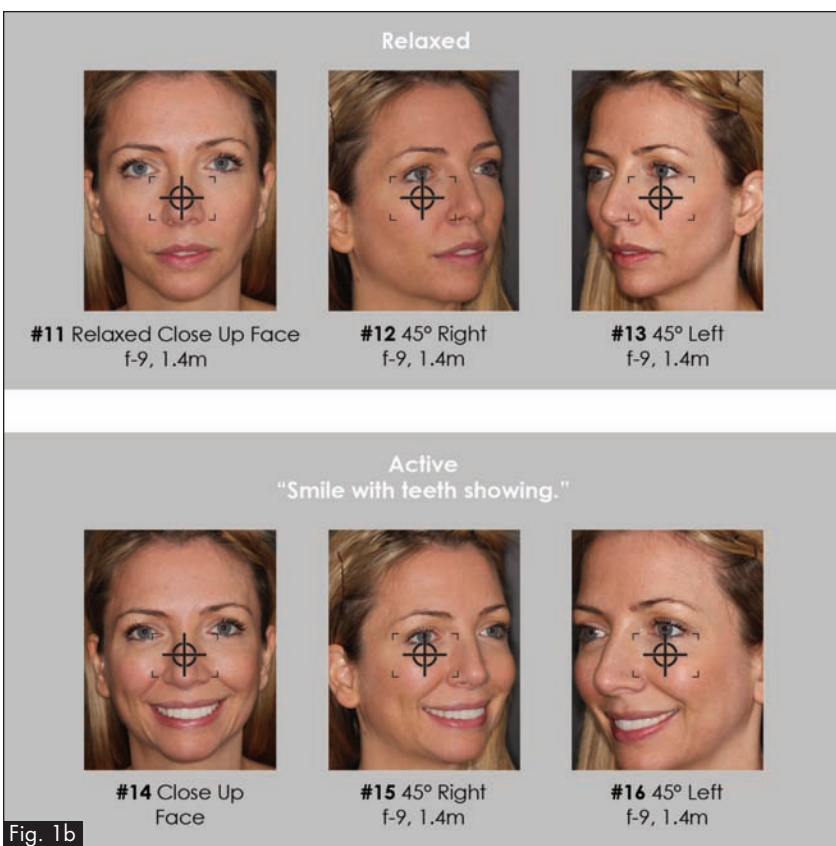 Relaxed
#11 Relaxed Close Up Face
f-9, 1.4m
#12 45° Right
f-9, 1.4m
#13 45° Left
f-9, 1.4m
Active
“Smile with teeth showing.”
#14 Close Up
Face
#15 45° Right
f-9, 1.4m
#16 45° Left
f-9, 1.4m
Fig. 1b